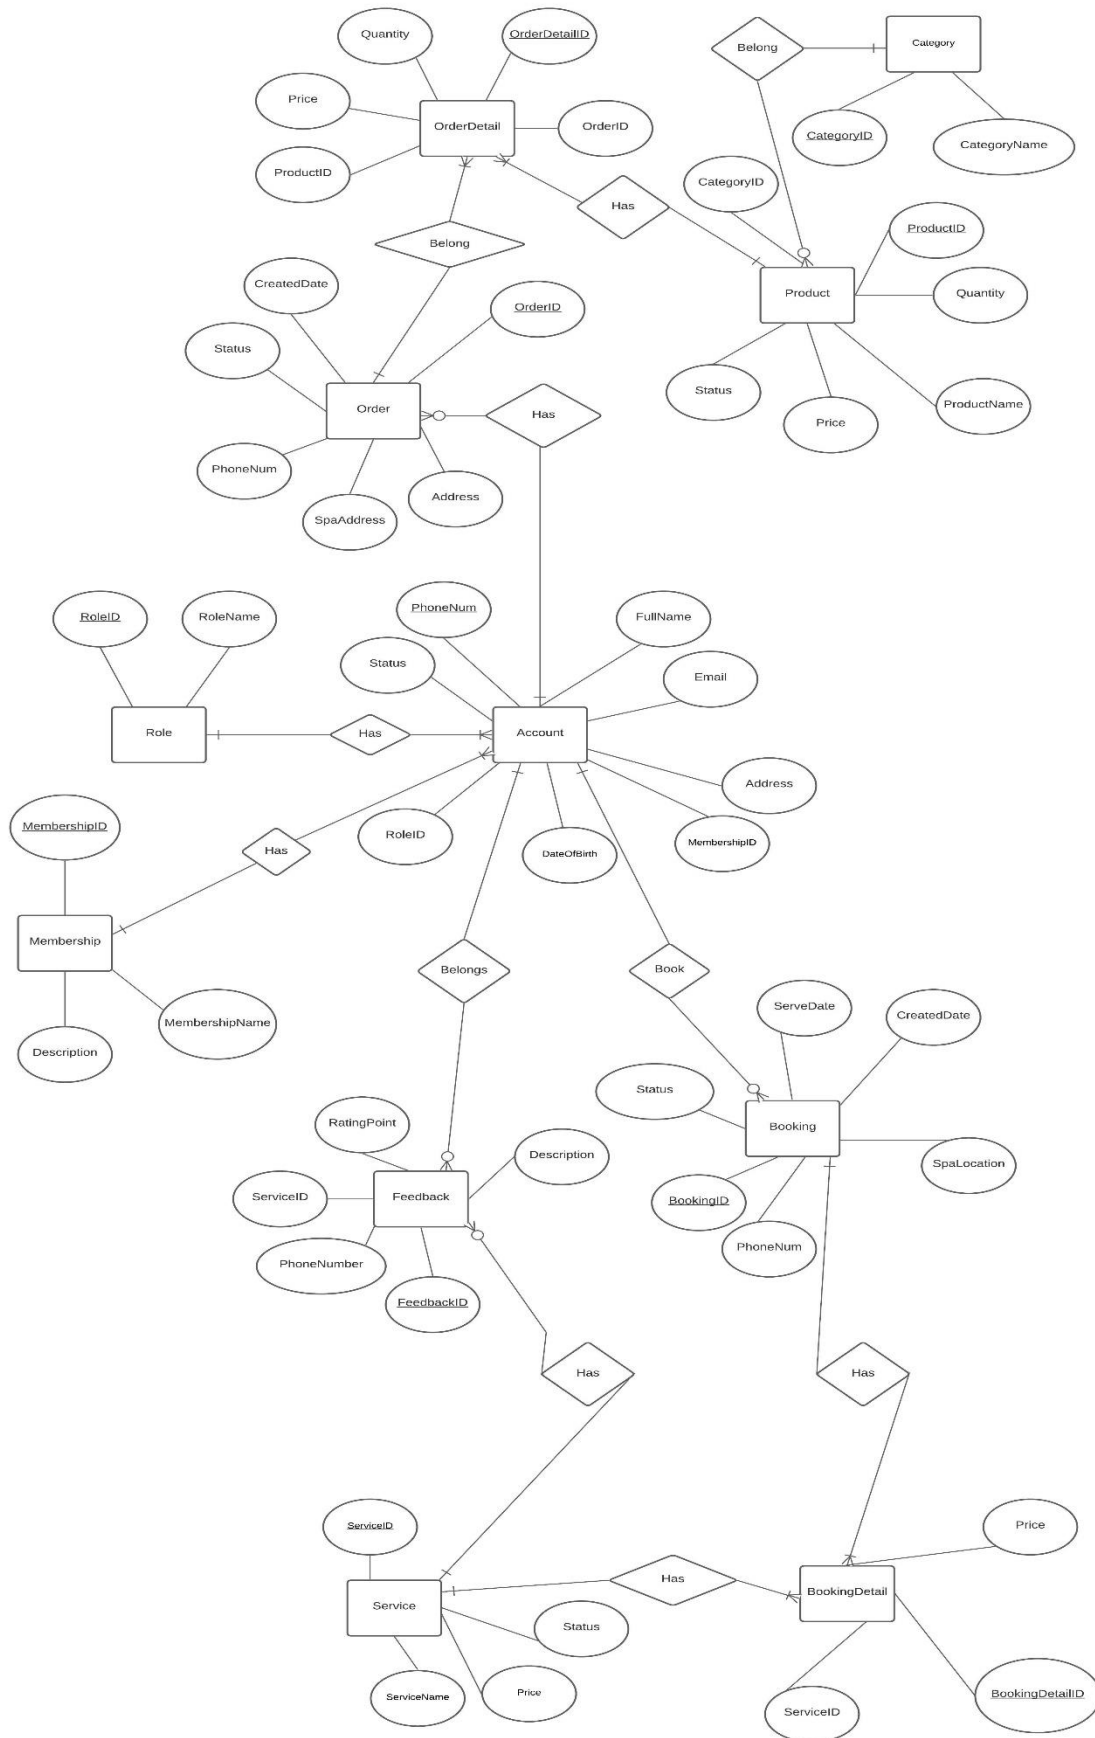 Quantity
OrderDetailID
Belong
Category
Price
OrderDetail
OrderID
CategoryID
CategoryName
ProductID
CategoryID
Has
ProductID
Belong
CreatedDate
OrderID
Product
Quantity
Status
Status
Price
ProductName
Order
Has
PhoneNum
SpaAddress
Address
RoleID
RoleName
PhoneNum
FullName
Status
Email
Role
Has
Account
Address
MembershipID
RoleID
DateOfBirth
MembershipID
Has
Membership
Belongs
Book
MembershipName
Description
ServeDate
CreatedDate
Status
RatingPoint
Description
Booking
ServiceID
Feedback
SpaLocation
PhoneNumber
BookingID
PhoneNum
FeedbackID
Has
Has
ServiceID
Price
Has
BookingDetail
Service
Status
ServiceName
Price
ServiceID
BookingDetailID